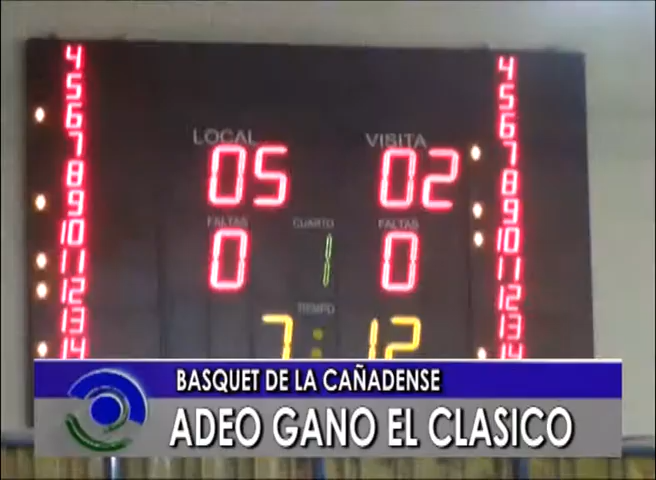 4 4
5 5
6 6
LOCAL VISITA
7 05 02 7
8 8
9 9
FALTAS CUARTO FALTAS
10 0 1 0 10
11 11
12 TIEMPO 12
13 7:12 13
14 14
BASQUET DE LA CAÑADENSE
ADEO GANO EL CLASICO